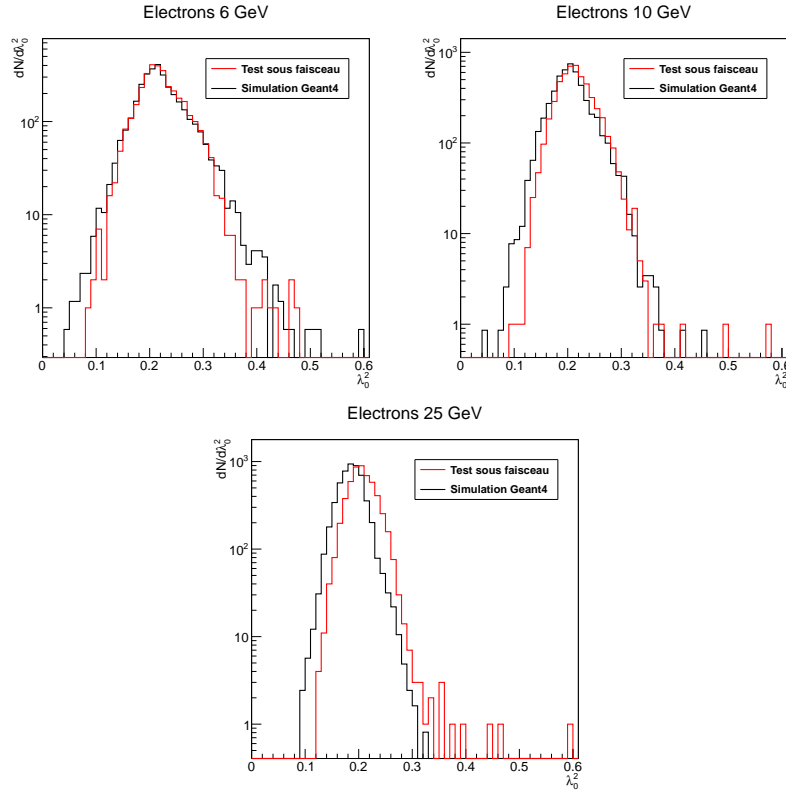 Electrons 6 GeV
dN/dλ₀²
Test sous faisceau
Simulation Geant4
10²
10
1
0 0.1 0.2 0.3 0.4 0.5 0.6
λ₀²
Electrons 10 GeV
dN/dλ₀²
Test sous faisceau
Simulation Geant4
10³
10²
10
1
0 0.1 0.2 0.3 0.4 0.5 0.6
λ₀²
Electrons 25 GeV
dN/dλ₀²
Test sous faisceau
Simulation Geant4
10³
10²
10
1
0 0.1 0.2 0.3 0.4 0.5 0.6
λ₀²